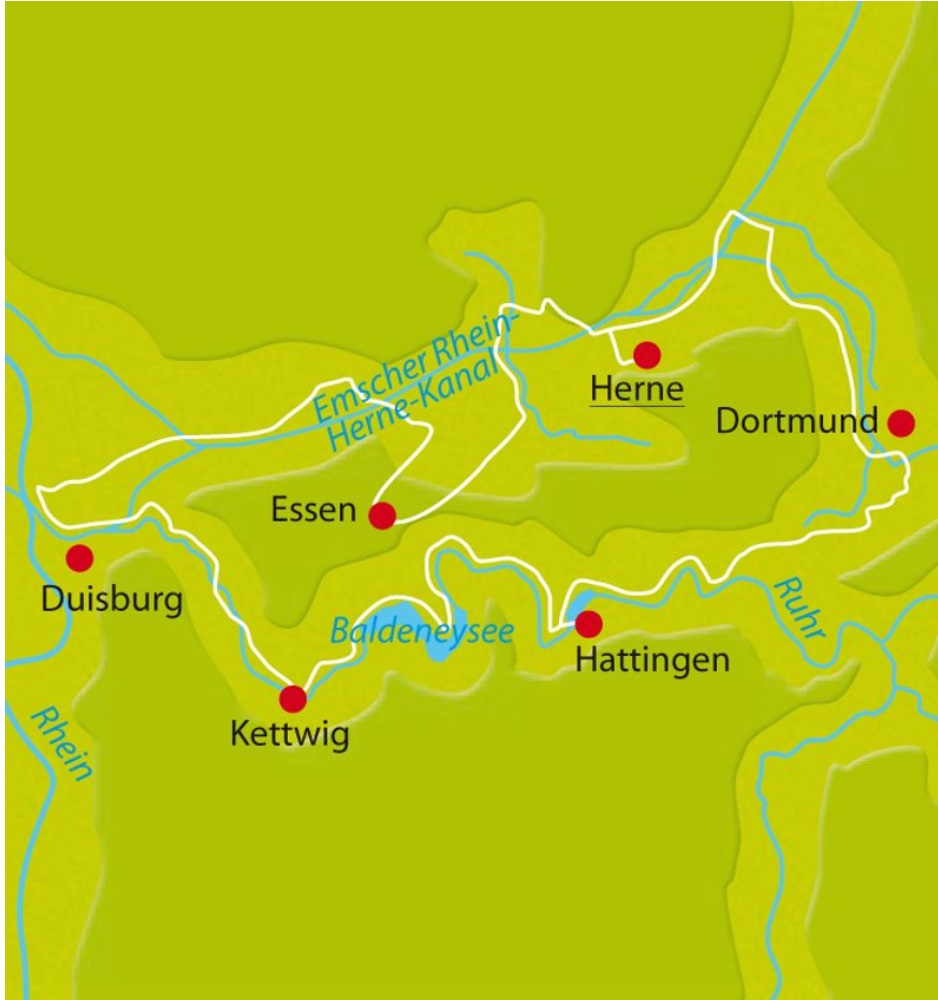 Emscher Rhein-
Herne-Kanal
Herne
Dortmund
Essen
Duisburg
Baldeneysee
Ruhr
Hattingen
Kettwig
Rhein